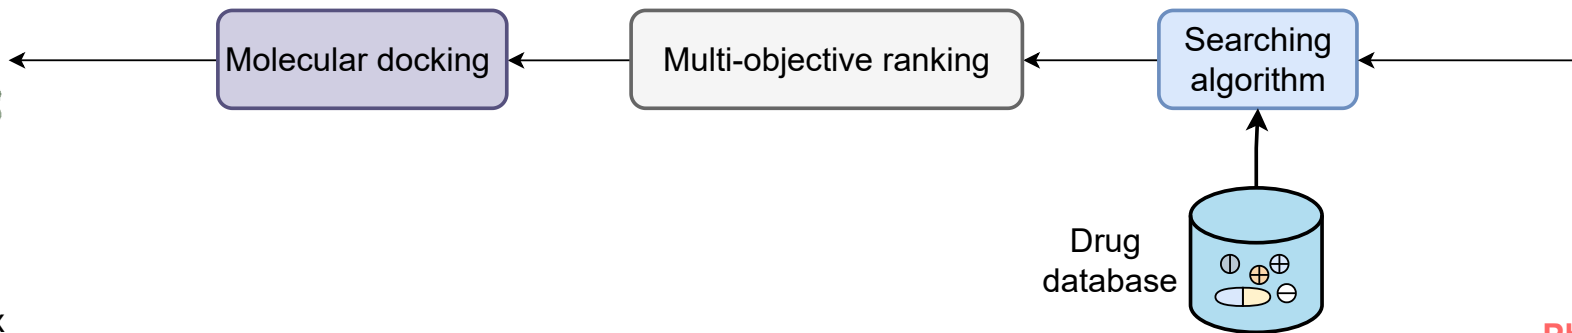 Molecular docking
Multi-objective ranking
Searching
algorithm
Drug
database